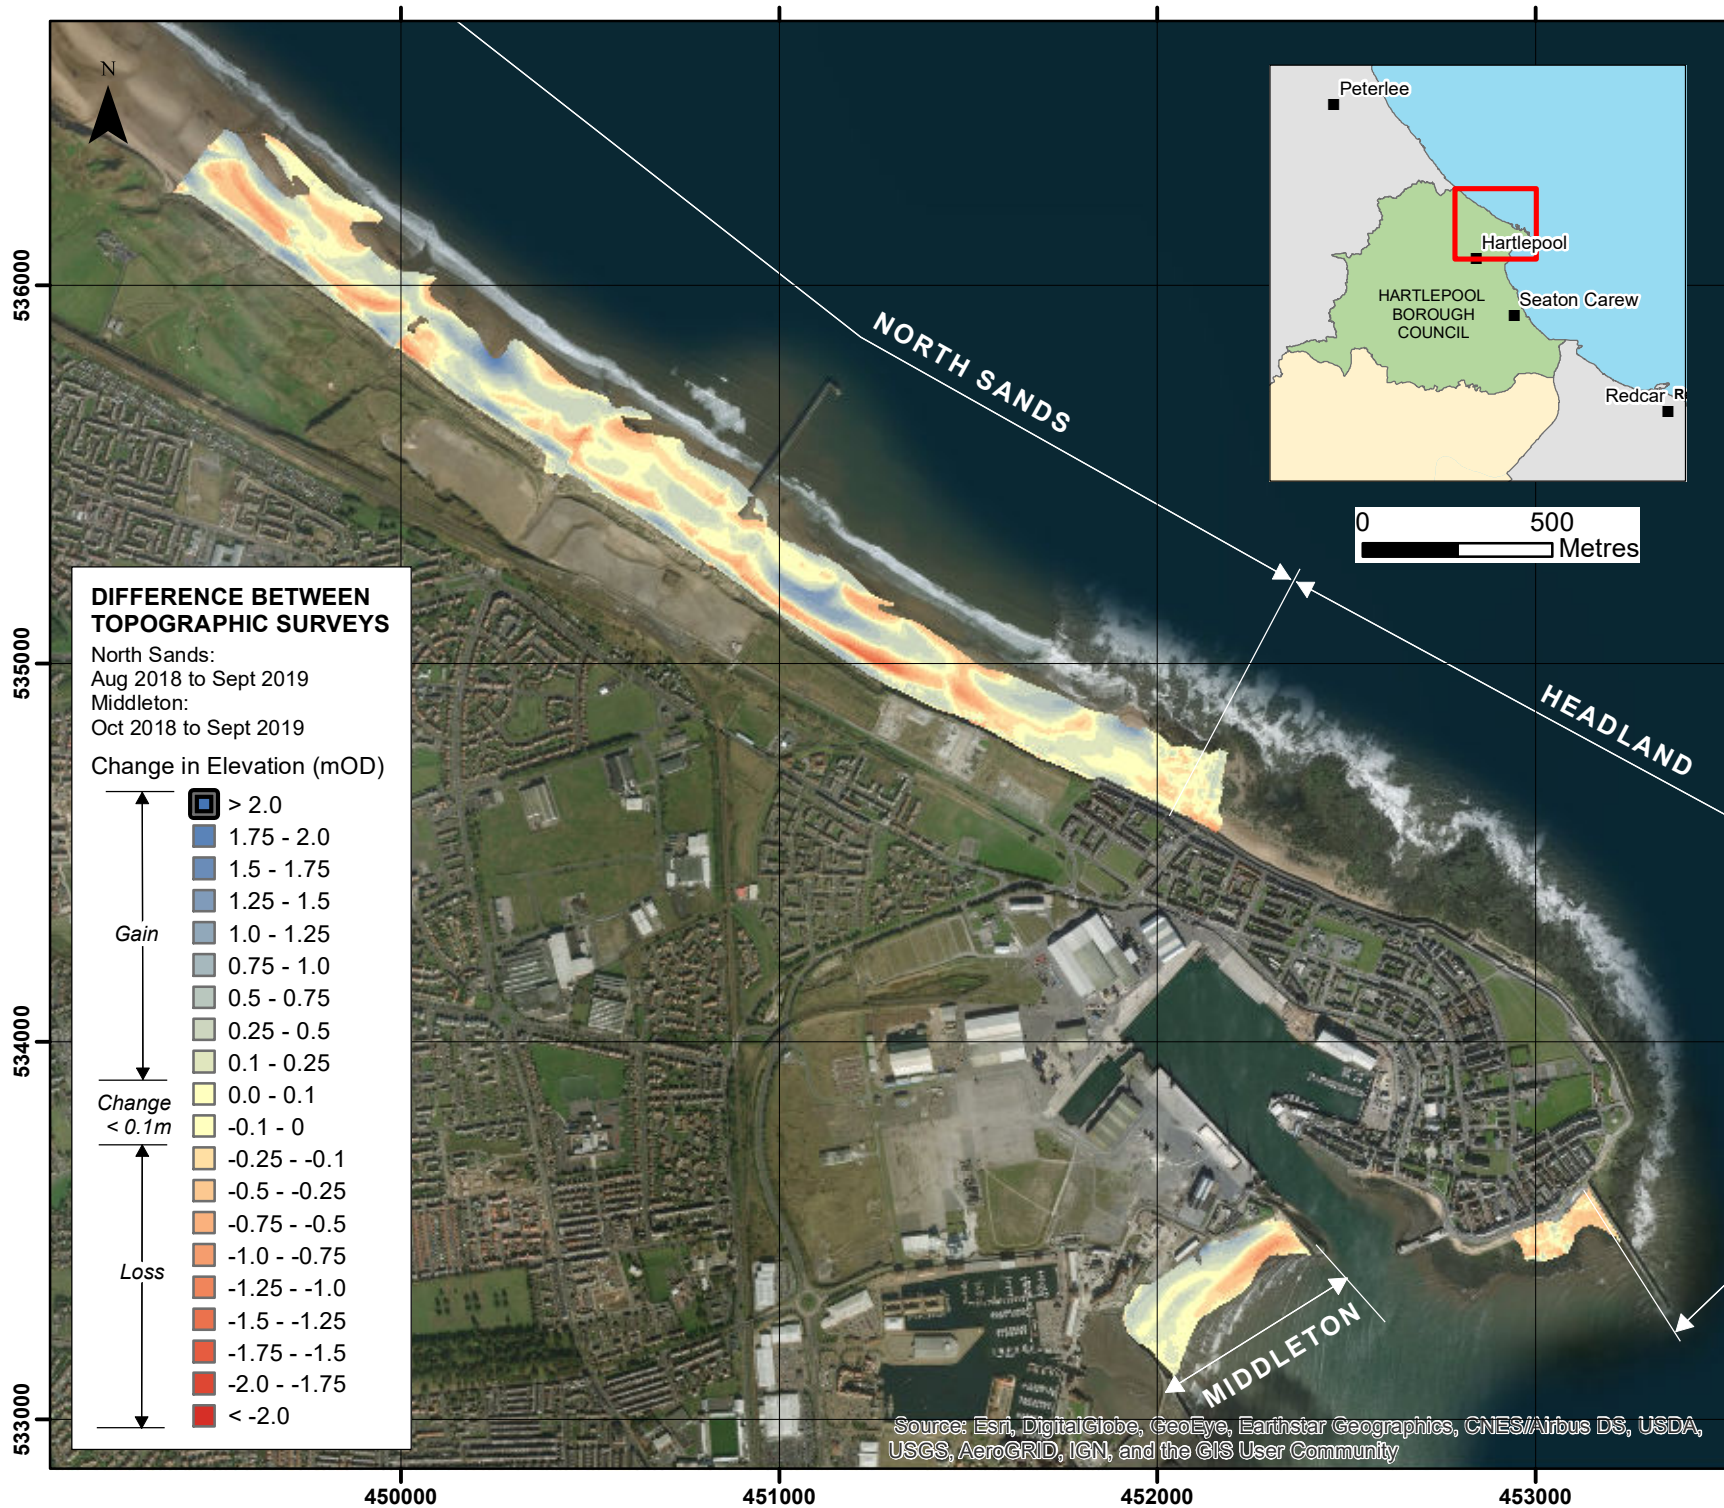 N
Peterlee
Hartlepool
HARTLEPOOL
BOROUGH
COUNCIL
Seaton Carew
Redcar
R
0 500
Metres
NORTH SANDS
HEADLAND
MIDDLETON
536000
535000
534000
533000
DIFFERENCE BETWEEN
TOPOGRAPHIC SURVEYS
North Sands:
Aug 2018 to Sept 2019
Middleton:
Oct 2018 to Sept 2019
Change in Elevation (mOD)
> 2.0
1.75 - 2.0
1.5 - 1.75
1.25 - 1.5
1.0 - 1.25
0.75 - 1.0
0.5 - 0.75
0.25 - 0.5
0.1 - 0.25
0.0 - 0.1
-0.1 - 0
-0.25 - -0.1
-0.5 - -0.25
-0.75 - -0.5
-1.0 - -0.75
-1.25 - -1.0
-1.5 - -1.25
-1.75 - -1.5
-2.0 - -1.75
< -2.0
Gain
Change
< 0.1m
Loss
Source: Esri, DigitalGlobe, GeoEye, Earthstar Geographics, CNES/Airbus DS, USDA,
USGS, AeroGRID, IGN, and the GIS User Community
450000
451000
452000
453000